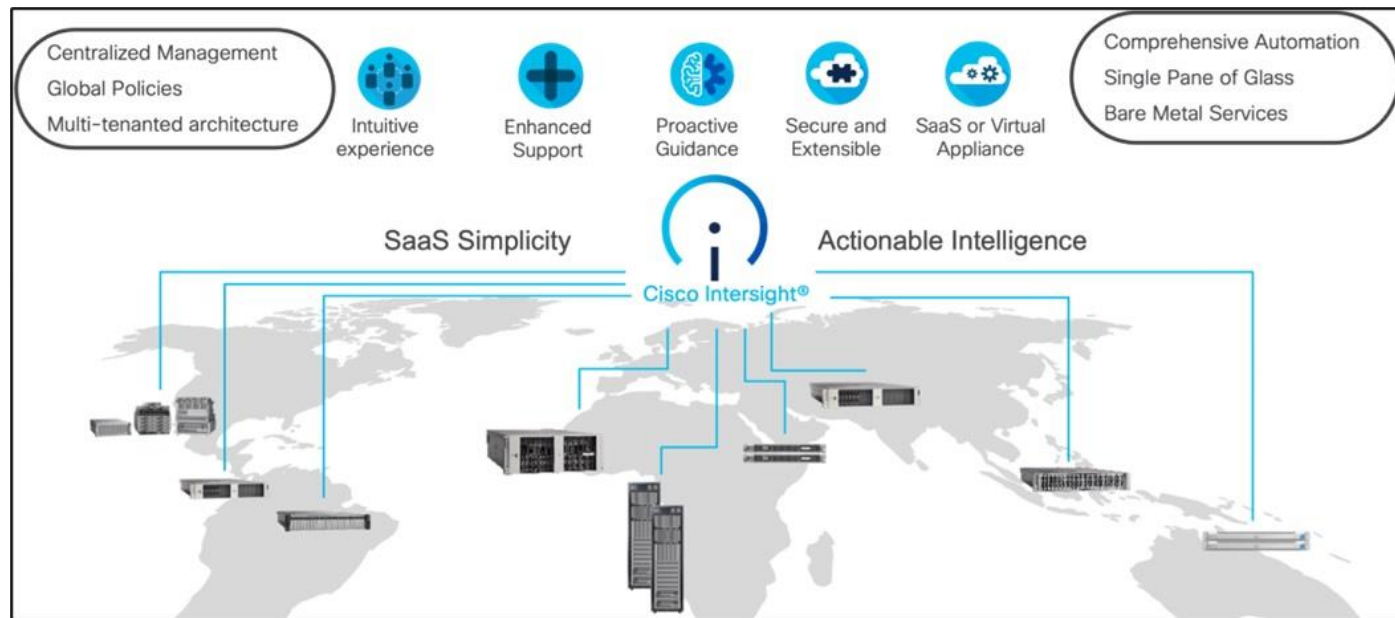 Centralized Management
Global Policies
Multi-tenanted architecture
Intuitive
experience
Enhanced
Support
Proactive
Guidance
Secure and
Extensible
SaaS or Virtual
Appliance
Comprehensive Automation
Single Pane of Glass
Bare Metal Services
SaaS Simplicity
Actionable Intelligence
Cisco Intersight®